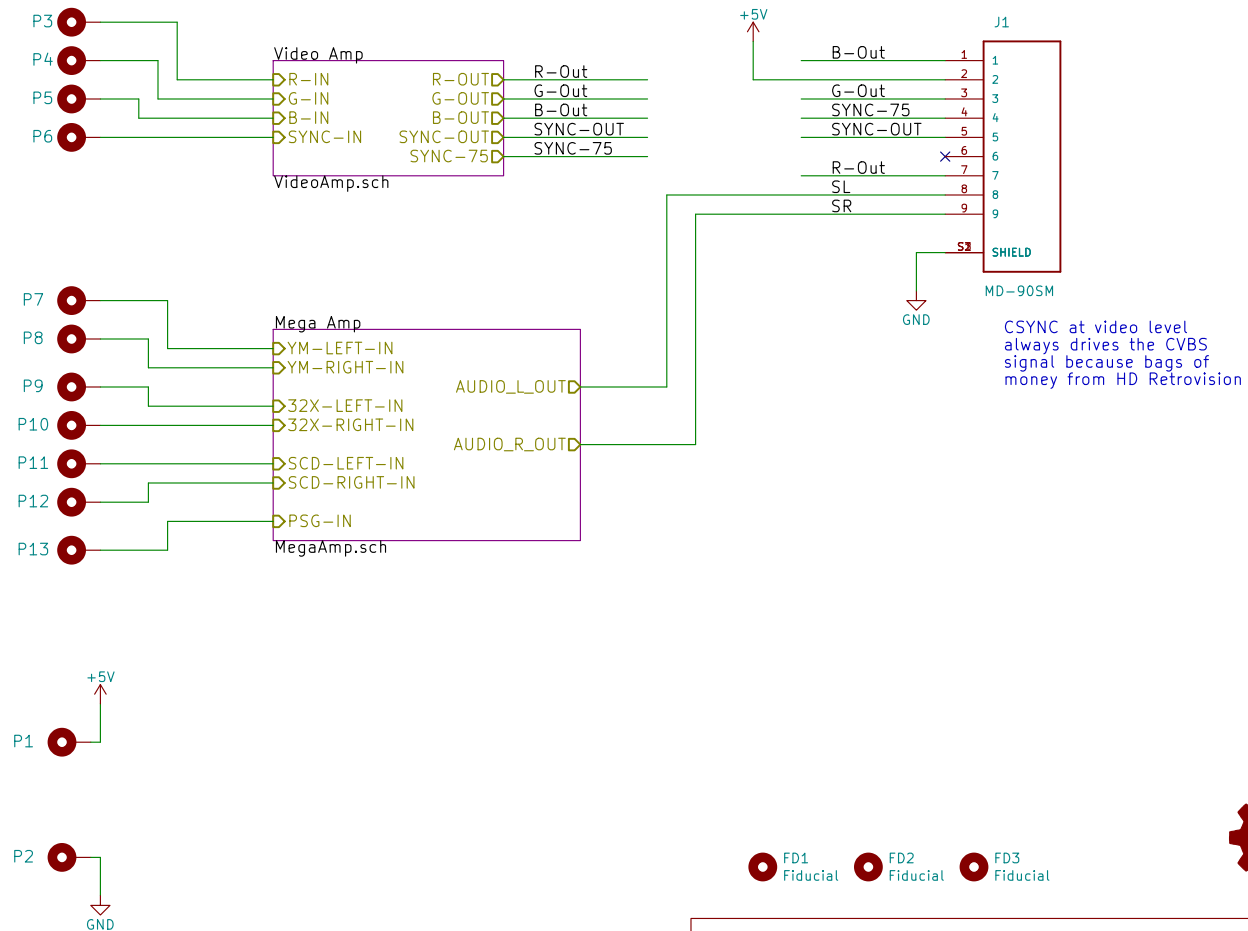 P3
P4
P5
P6
Video Amp
R-IN
G-IN
B-IN
SYNC-IN
R-OUT
G-OUT
B-OUT
SYNC-OUT
SYNC-75
VideoAmp.sch
R-Out
G-Out
B-Out
SYNC-OUT
SYNC-75
+5V
J1
B-Out
G-Out
SYNC-75
SYNC-OUT
R-Out
SL
SR
1 1
2 2
3 3
4 4
5 5
6 6
7 7
8 8
9 9
SHIELD
MD-90SM
GND
CSYNC at video level
always drives the CVBS
signal because bags of
money from HD Retrovision
P7
P8
P9
P10
P11
P12
P13
Mega Amp
YM-LEFT-IN
YM-RIGHT-IN
32X-LEFT-IN
32X-RIGHT-IN
SCD-LEFT-IN
SCD-RIGHT-IN
PSG-IN
AUDIO_L_OUT
AUDIO_R_OUT
MegaAmp.sch
+5V
P1
P2
GND
FD1
Fiducial
FD2
Fiducial
FD3
Fiducial